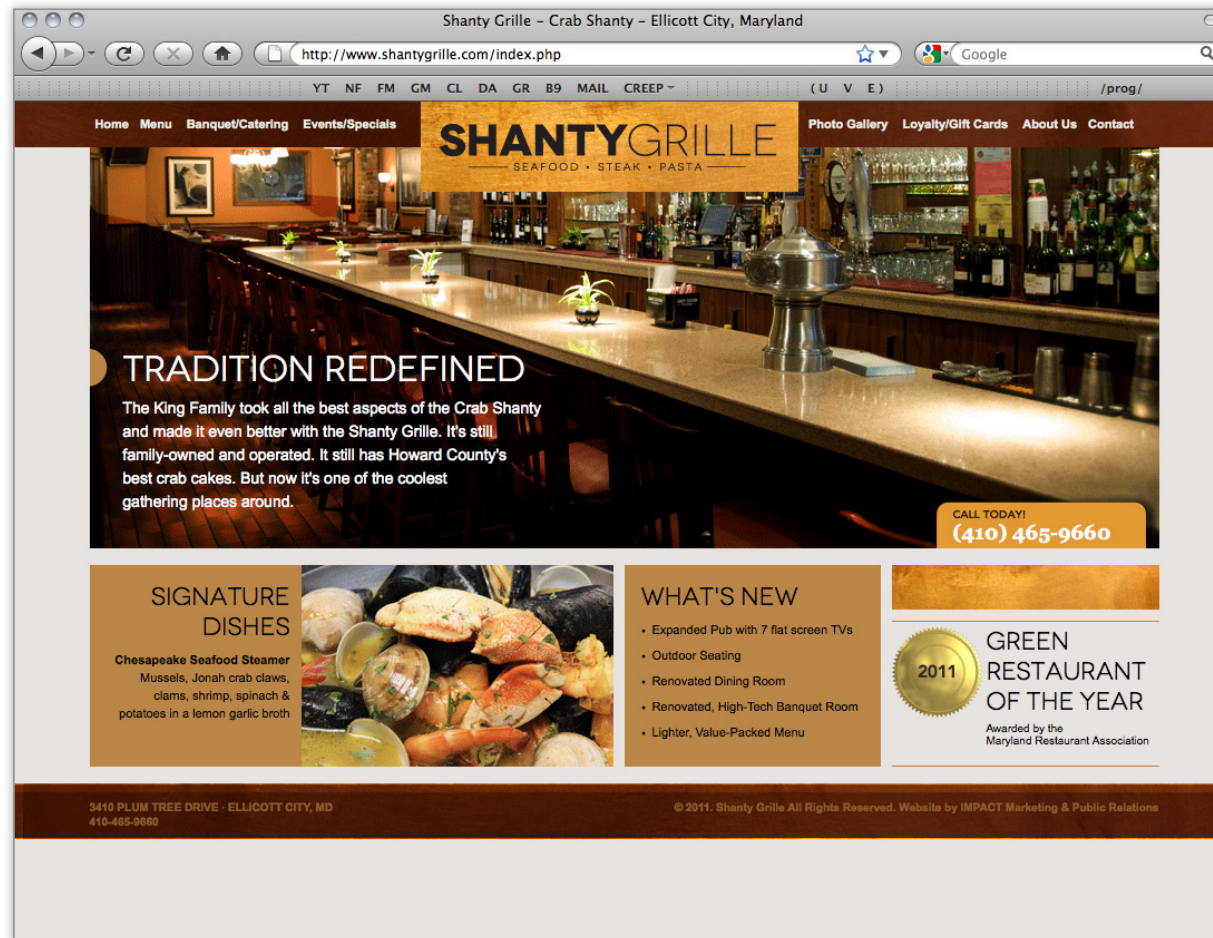 Shanty Grille – Crab Shanty – Ellicott City, Maryland
http://www.shantygrille.com/index.php
Google
YT NF FM GM CL DA GR B9 MAIL CREEP (U V E) /prog/
Home Menu Banquet/Catering Events/Specials
SHANTYGRILLE
SEAFOOD • STEAK • PASTA
Photo Gallery Loyalty/Gift Cards About Us Contact
TRADITION REDEFINED
The King Family took all the best aspects of the Crab Shanty
and made it even better with the Shanty Grille. It's still
family-owned and operated. It still has Howard County's
best crab cakes. But now it's one of the coolest
gathering places around.
CALL TODAY!
(410) 465-9660
SIGNATURE
DISHES
Chesapeake Seafood Steamer
Mussels, Jonah crab claws,
clams, shrimp, spinach &
potatoes in a lemon garlic broth
WHAT'S NEW
• Expanded Pub with 7 flat screen TVs
• Outdoor Seating
• Renovated Dining Room
• Renovated, High-Tech Banquet Room
• Lighter, Value-Packed Menu
2011
GREEN
RESTAURANT
OF THE YEAR
Awarded by the
Maryland Restaurant Association
3410 PLUM TREE DRIVE - ELLICOTT CITY, MD
410-465-9660
© 2011. Shanty Grille All Rights Reserved. Website by IMPACT Marketing & Public Relations